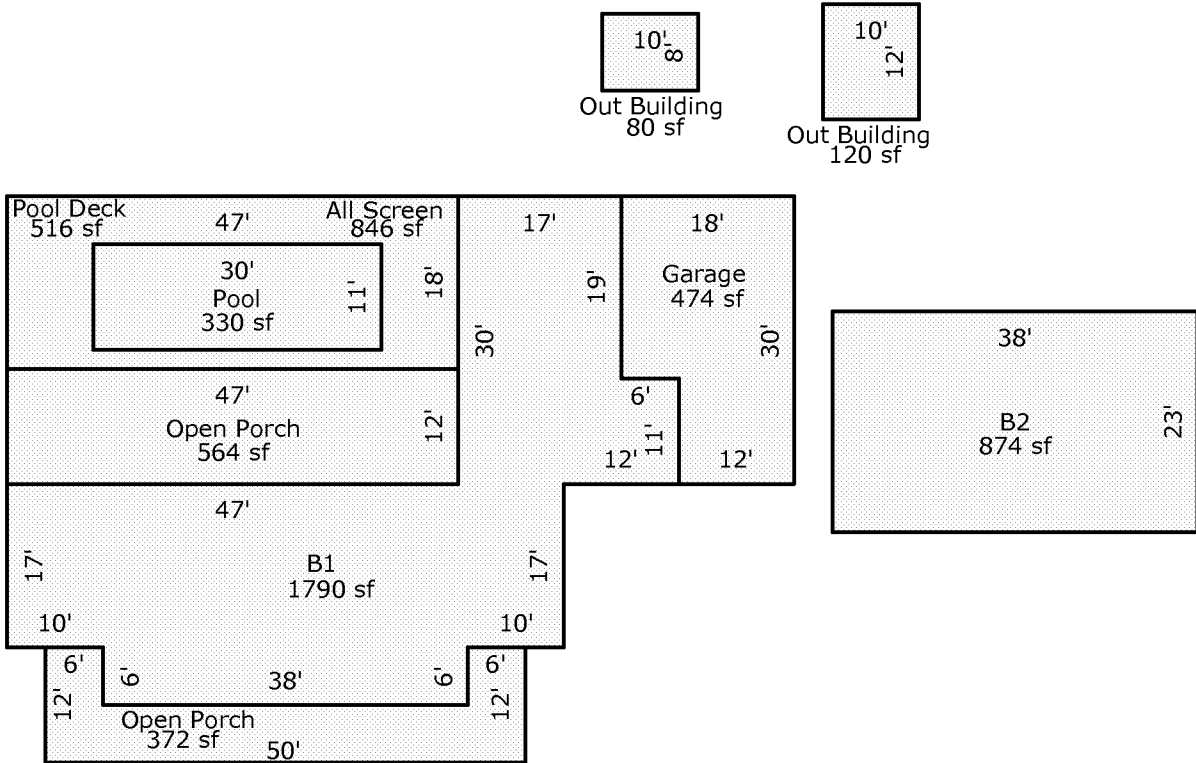 10'
8'
Out Building
80 sf
10'
12'
Out Building
120 sf
Pool Deck
516 sf
47'
All Screen
846 sf
30'
Pool
330 sf
11'
18'
17'
19'
30'
18'
Garage
474 sf
30'
6'
11'
12'
12'
38'
B2
874 sf
23'
47'
Open Porch
564 sf
12'
47'
17'
B1
1790 sf
17'
10'
10'
6'
6'
38'
6'
6'
12'
12'
Open Porch
372 sf
50'